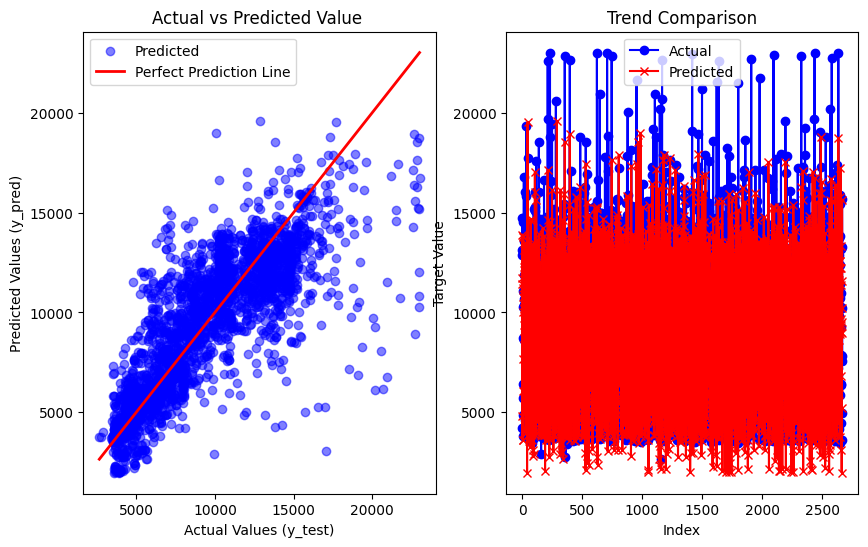 Actual vs Predicted Value
Predicted
Perfect Prediction Line
20000
15000
10000
5000
Predicted Values (y_pred)
5000
10000
15000
20000
Actual Values (y_test)
Trend Comparison
Actual
Predicted
20000
15000
10000
5000
Target Value
0
500
1000
1500
2000
2500
Index